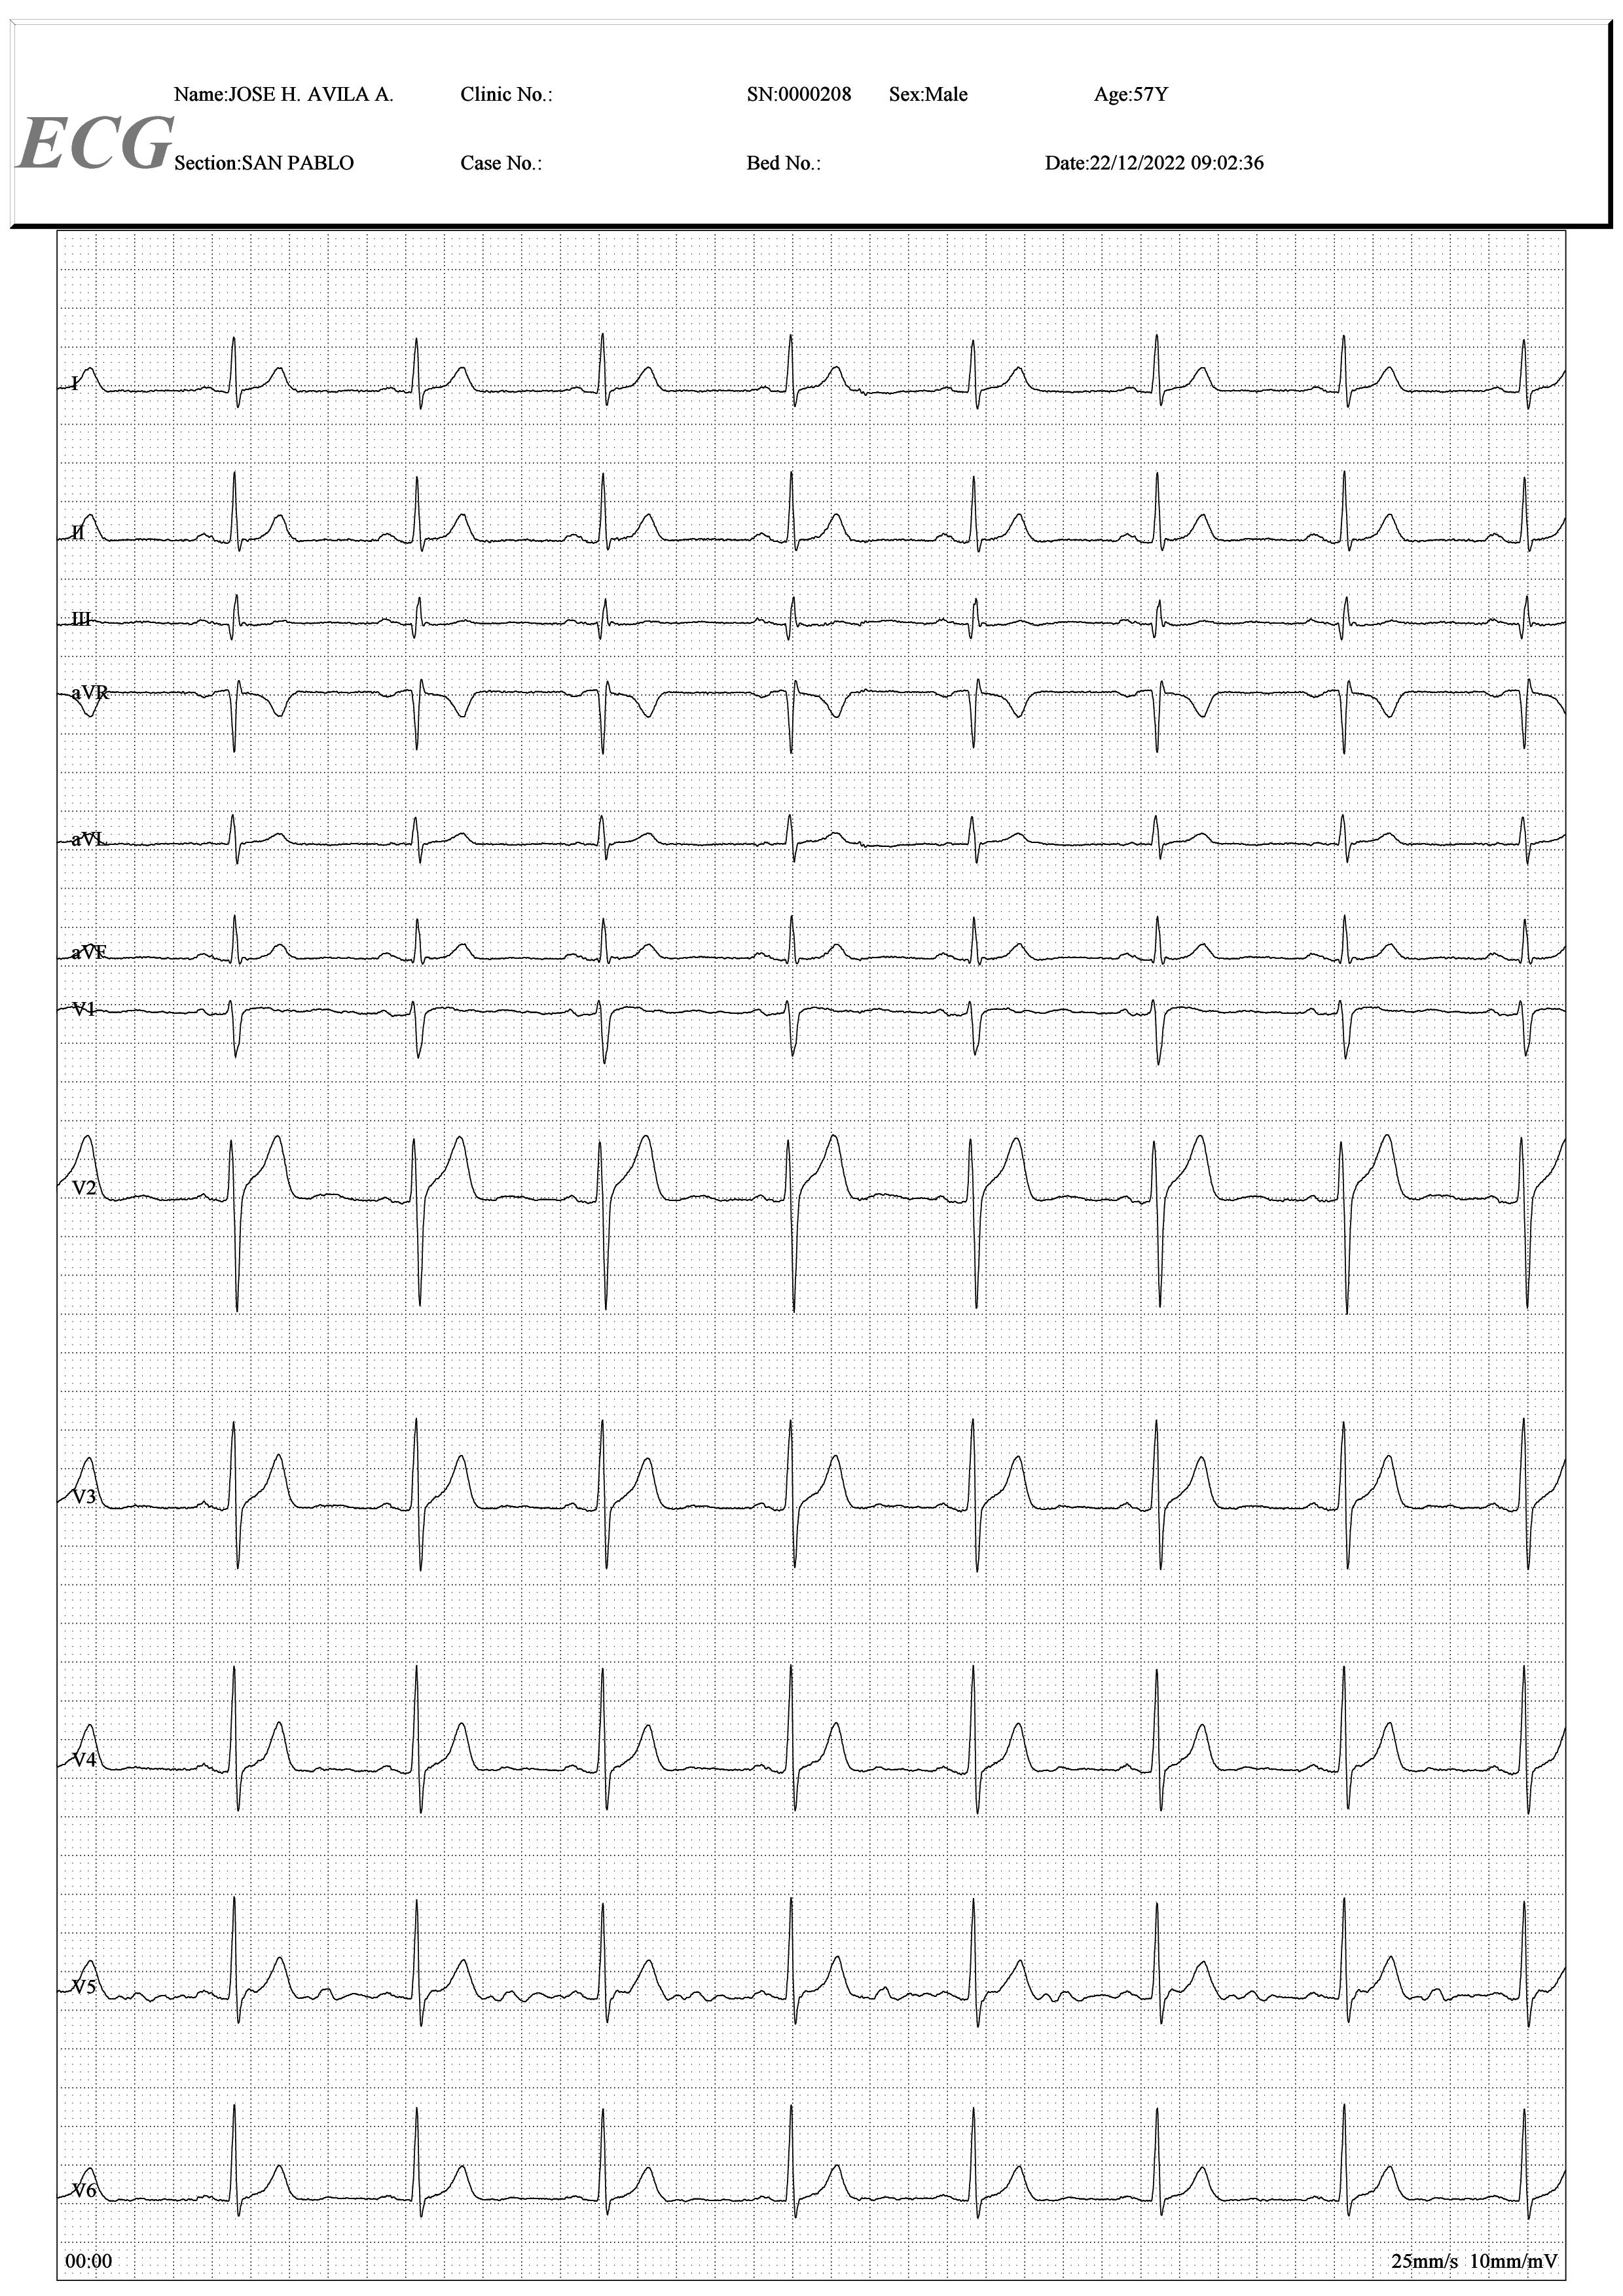 Name:JOSE H. AVILA A. Clinic No.: SN:0000208 Sex:Male Age:57Y
ECG
Section:SAN PABLO Case No.: Bed No.: Date:22/12/2022 09:02:36
I
II
III
aVR
aVL
aVF
V1
V2
V3
V4
V5
V6
00:00 25mm/s 10mm/mV